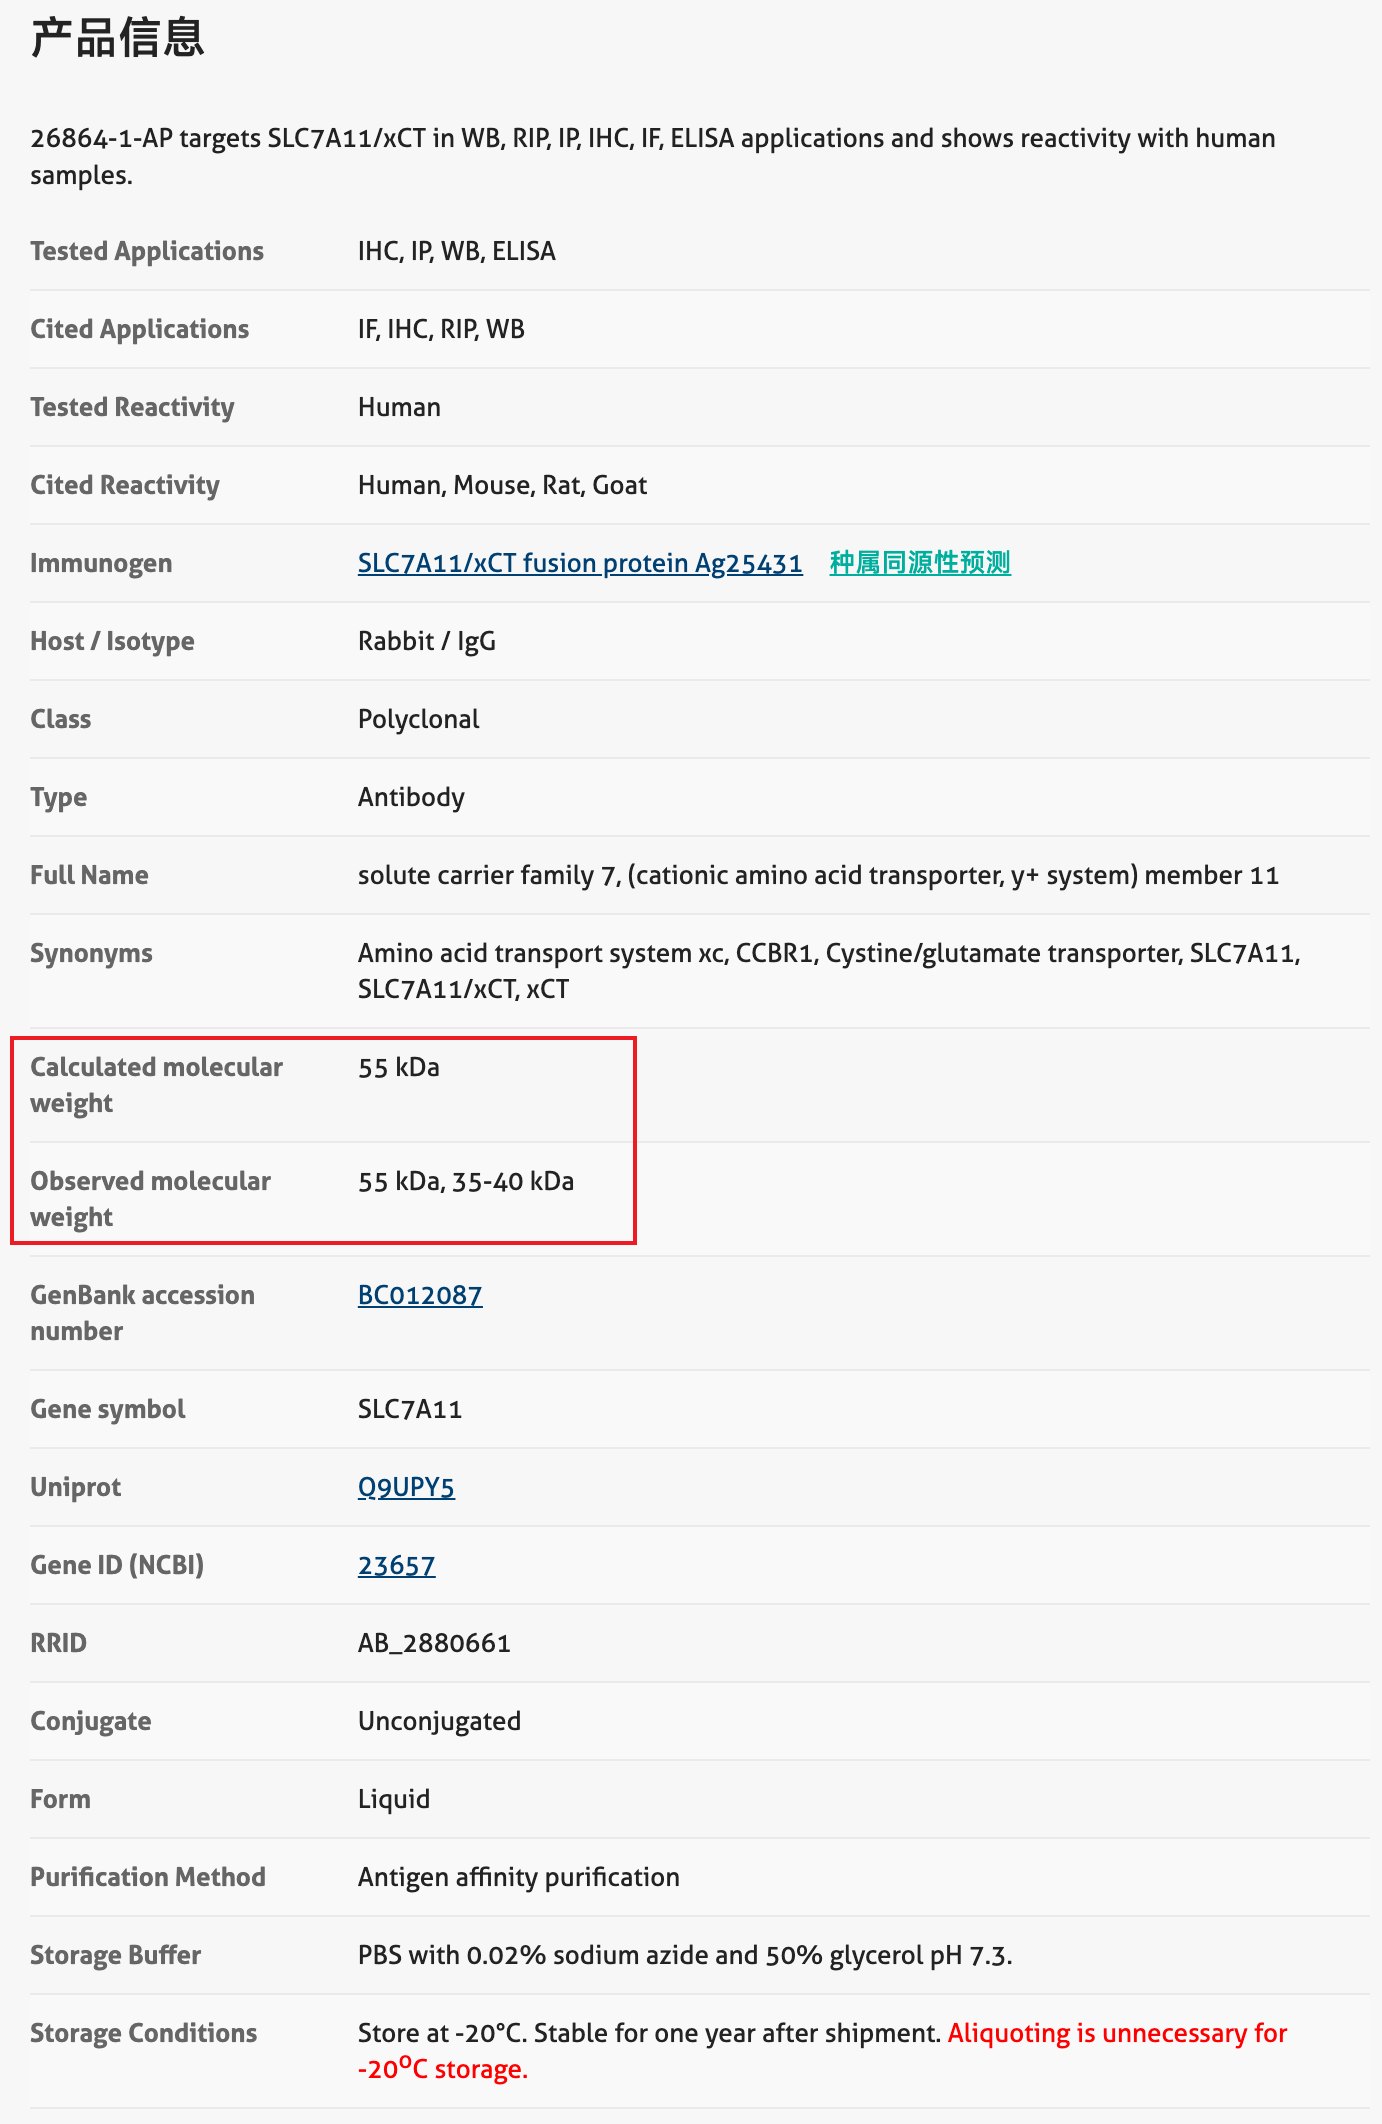 产品信息
26864-1-AP targets SLC7A11/xCT in WB, RIP, IP, IHC, IF, ELISA applications and shows reactivity with human
samples.
Tested Applications IHC, IP, WB, ELISA
Cited Applications IF, IHC, RIP, WB
Tested Reactivity Human
Cited Reactivity Human, Mouse, Rat, Goat
Immunogen SLC7A11/xCT fusion protein Ag25431 种属同源性预测
Host / Isotype Rabbit / IgG
Class Polyclonal
Type Antibody
Full Name solute carrier family 7, (cationic amino acid transporter, y+ system) member 11
Synonyms Amino acid transport system xc, CCBR1, Cystine/glutamate transporter, SLC7A11,
SLC7A11/xCT, xCT
Calculated molecular 55 kDa
weight
Observed molecular 55 kDa, 35-40 kDa
weight
GenBank accession BC012087
number
Gene symbol SLC7A11
Uniprot Q9UPY5
Gene ID (NCBI) 23657
RRID AB_2880661
Conjugate Unconjugated
Form Liquid
Purification Method Antigen affinity purification
Storage Buffer PBS with 0.02% sodium azide and 50% glycerol pH 7.3.
Storage Conditions Store at -20°C. Stable for one year after shipment. Aliquoting is unnecessary for
-20⁰C storage.